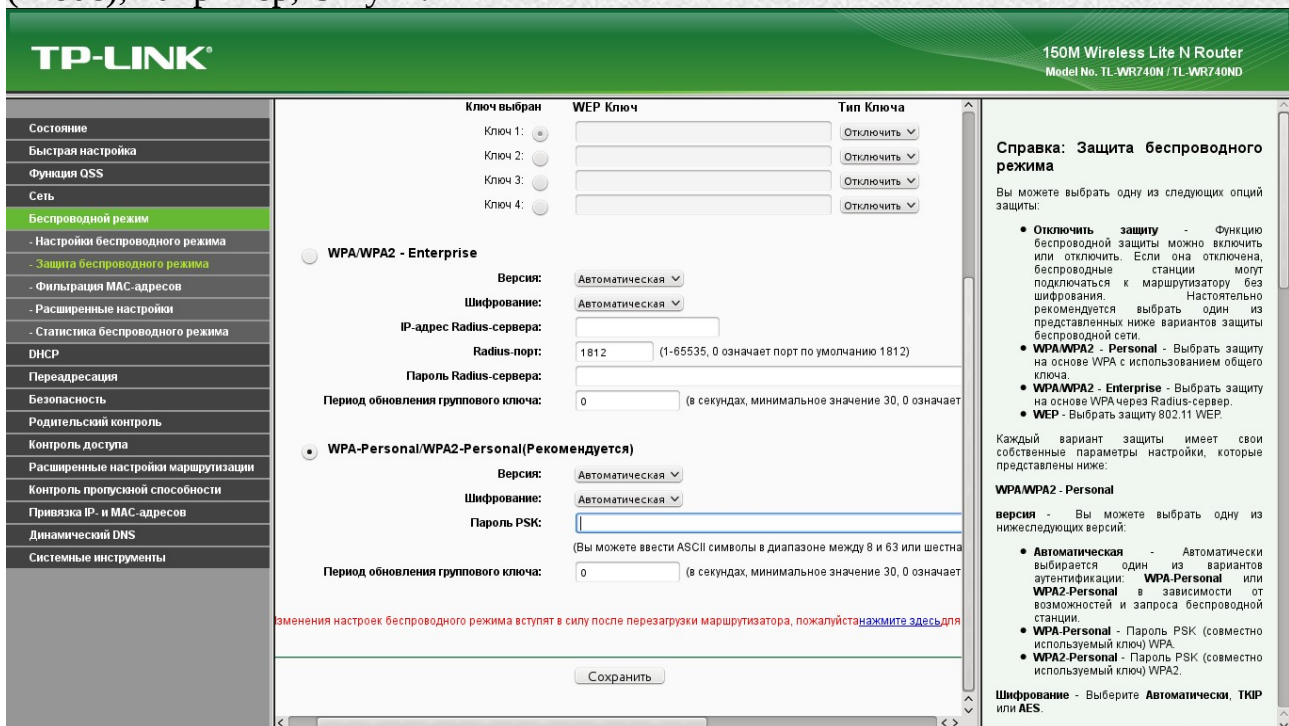 TP-LINK®
150M Wireless Lite N Router
Model No. TL-WR740N / TL-WR740ND
Состояние
Быстрая настройка
Функция QSS
Сеть
Беспроводной режим
- Настройки беспроводного режима
- Защита беспроводного режима
- Фильтрация MAC-адресов
- Расширенные настройки
- Статистика беспроводного режима
DHCP
Переадресация
Безопасность
Родительский контроль
Контроль доступа
Расширенные настройки маршрутизации
Контроль пропускной способности
Привязка IP- и MAC-адресов
Динамический DNS
Системные инструменты
Ключ выбран WEP Ключ Тип Ключа
Ключ 1: Отключить
Ключ 2: Отключить
Ключ 3: Отключить
Ключ 4: Отключить
WPA/WPA2 - Enterprise
Версия: Автоматическая
Шифрование: Автоматическая
IP-адрес Radius-сервера:
Radius-порт: 1812 (1-65535, 0 означает порт по умолчанию 1812)
Пароль Radius-сервера:
Период обновления группового ключа: 0 (в секундах, минимальное значение 30, 0 означает
WPA-Personal/WPA2-Personal(Рекомендуется)
Версия: Автоматическая
Шифрование: Автоматическая
Пароль PSK:
(Вы можете ввести ASCII символы в диапазоне между 8 и 63 или шестна
Период обновления группового ключа: 0 (в секундах, минимальное значение 30, 0 означает
Изменения настроек беспроводного режима вступят в силу после перезагрузки маршрутизатора, пожалуйстанажмите здесьдля
Сохранить
Справка: Защита беспроводного
режима
Вы можете выбрать одну из следующих опций
защиты:
• Отключить защиту - Функцию
беспроводной защиты можно включить
или отключить. Если она отключена,
беспроводные станции могут
подключаться к маршрутизатору без
шифрования. Настоятельно
рекомендуется выбрать один из
представленных ниже вариантов защиты
беспроводной сети.
• WPA/WPA2 - Personal - Выбрать защиту
на основе WPA с использованием общего
ключа.
• WPA/WPA2 - Enterprise - Выбрать защиту
на основе WPA через Radius-сервер.
• WEP - Выбрать защиту 802.11 WEP.
Каждый вариант защиты имеет свои
собственные параметры настройки, которые
представлены ниже:
WPA/WPA2 - Personal
версия - Вы можете выбрать одну из
нижеследующих версий:
• Автоматическая - Автоматически
выбирается один из вариантов
аутентификации: WPA-Personal или
WPA2-Personal в зависимости от
возможностей и запроса беспроводной
станции.
• WPA-Personal - Пароль PSK (совместно
используемый ключ) WPA.
• WPA2-Personal - Пароль PSK (совместно
используемый ключ) WPA2.
Шифрование - Выберите Автоматически, TKIP
или AES.